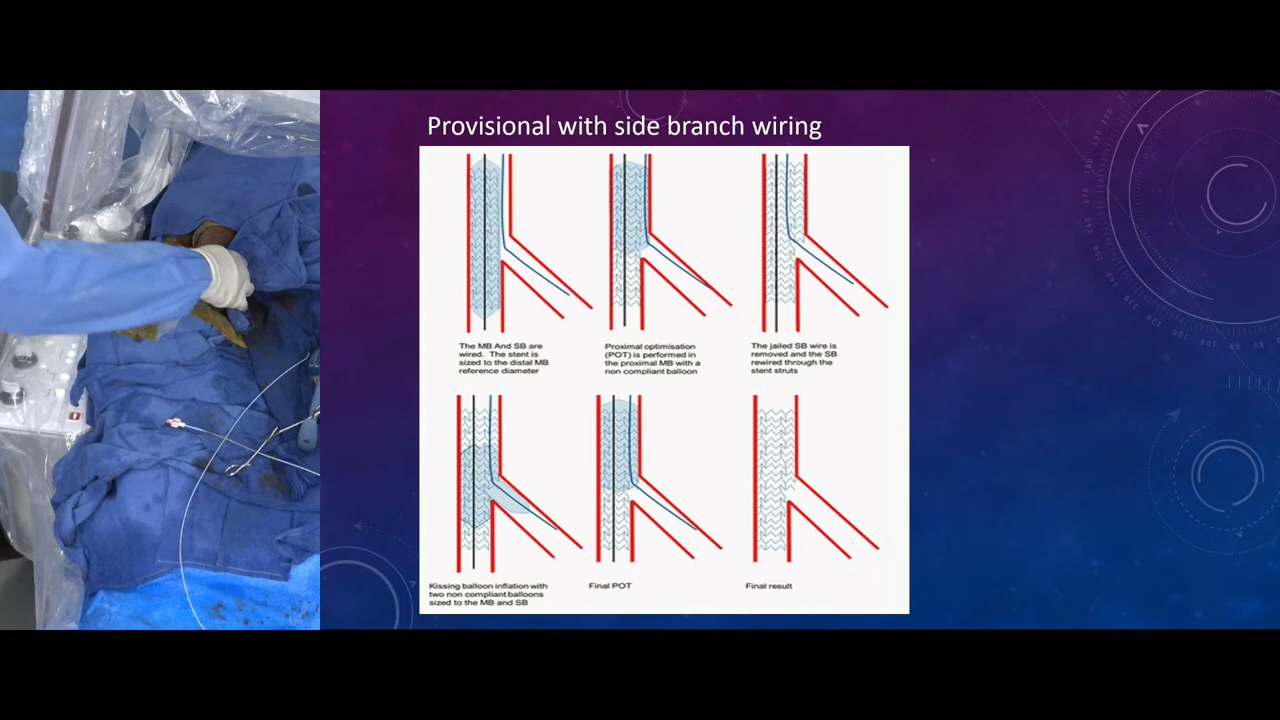 Provisional with side branch wiring
The MB And SB are
wired. The stent is
sized to the distal MB
reference diameter
Proximal optimisation
(POT) is performed in
the proximal MB with a
non compliant balloon
The jailed SB wire is
removed and the SB
rewired through the
stent struts
Kissing balloon inflation with
two non compliant balloons
sized to the MB and SB
Final POT
Final result